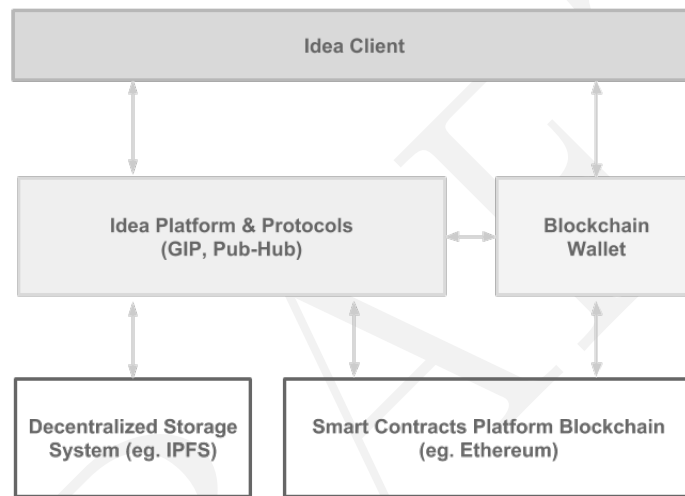 Idea Client
Idea Platform & Protocols
(GIP, Pub-Hub)
Blockchain
Wallet
Decentralized Storage
System (eg. IPFS)
Smart Contracts Platform Blockchain
(eg. Ethereum)